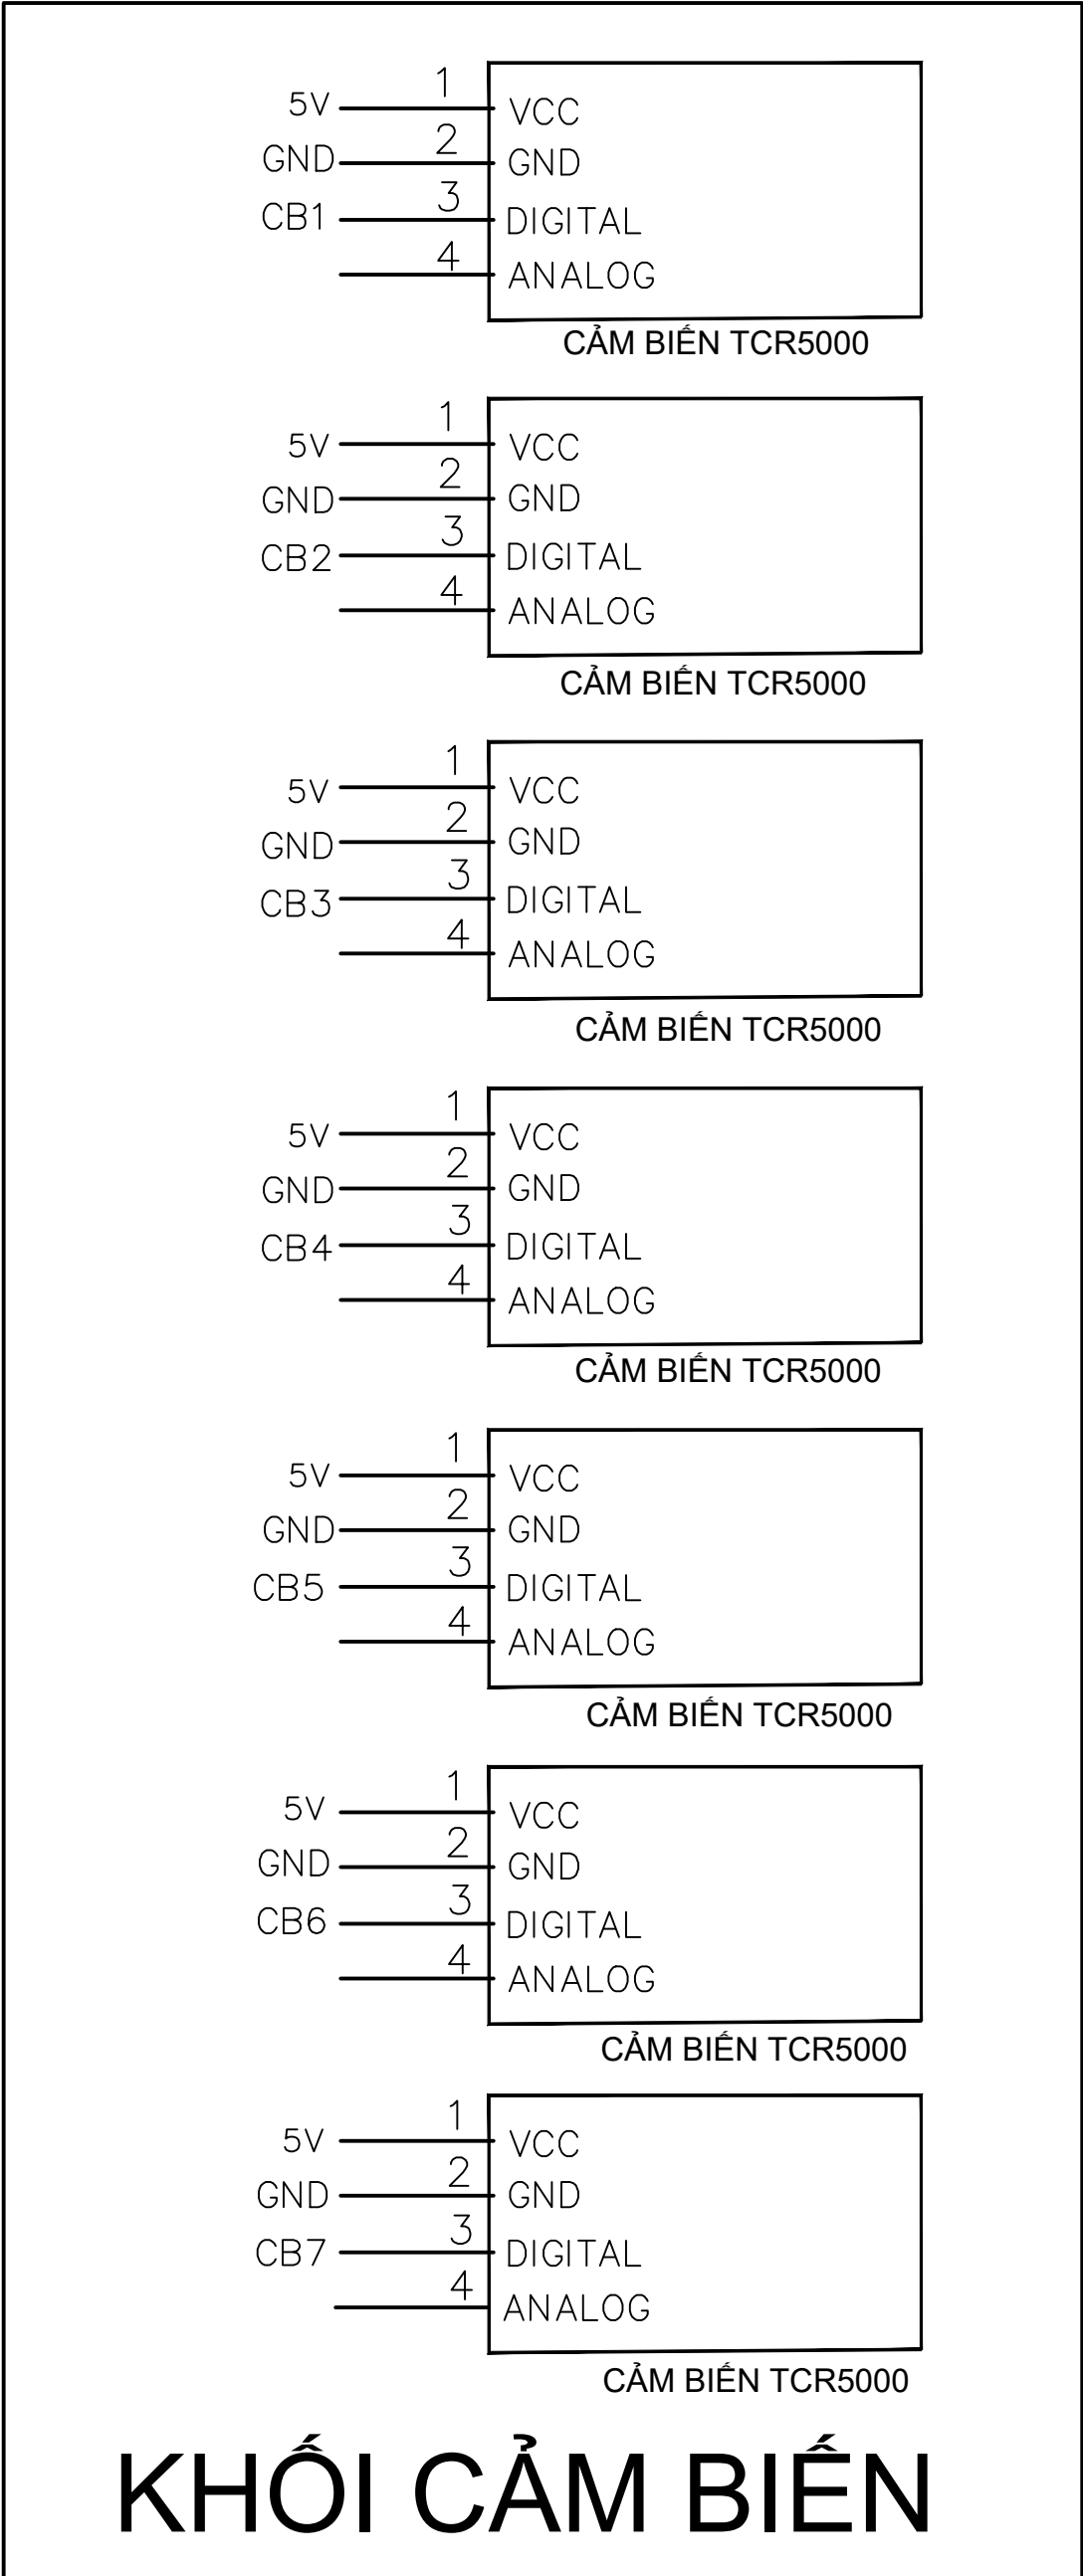 1
5V VCC
2
GND GND
3
CB1 DIGITAL
4
ANALOG
CẢM BIẾN TCR5000
1
5V VCC
2
GND GND
3
CB2 DIGITAL
4
ANALOG
CẢM BIẾN TCR5000
1
5V VCC
2
GND GND
3
CB3 DIGITAL
4
ANALOG
CẢM BIẾN TCR5000
1
5V VCC
2
GND GND
3
CB4 DIGITAL
4
ANALOG
CẢM BIẾN TCR5000
1
5V VCC
2
GND GND
3
CB5 DIGITAL
4
ANALOG
CẢM BIẾN TCR5000
1
5V VCC
2
GND GND
3
CB6 DIGITAL
4
ANALOG
CẢM BIẾN TCR5000
1
5V VCC
2
GND GND
3
CB7 DIGITAL
4
ANALOG
CẢM BIẾN TCR5000
KHỐI CẢM BIẾN